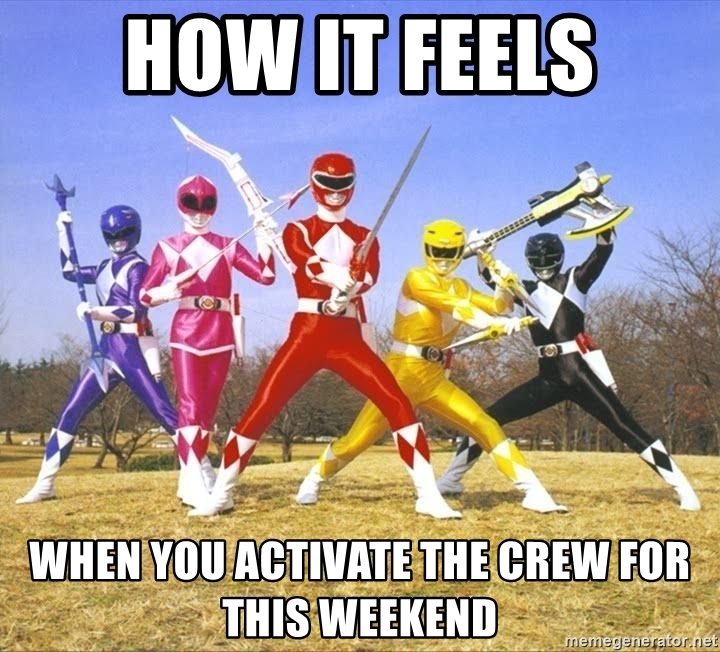 HOW IT FEELS
WHEN YOU ACTIVATE THE CREW FOR
THIS WEEKEND
memegenerator.net